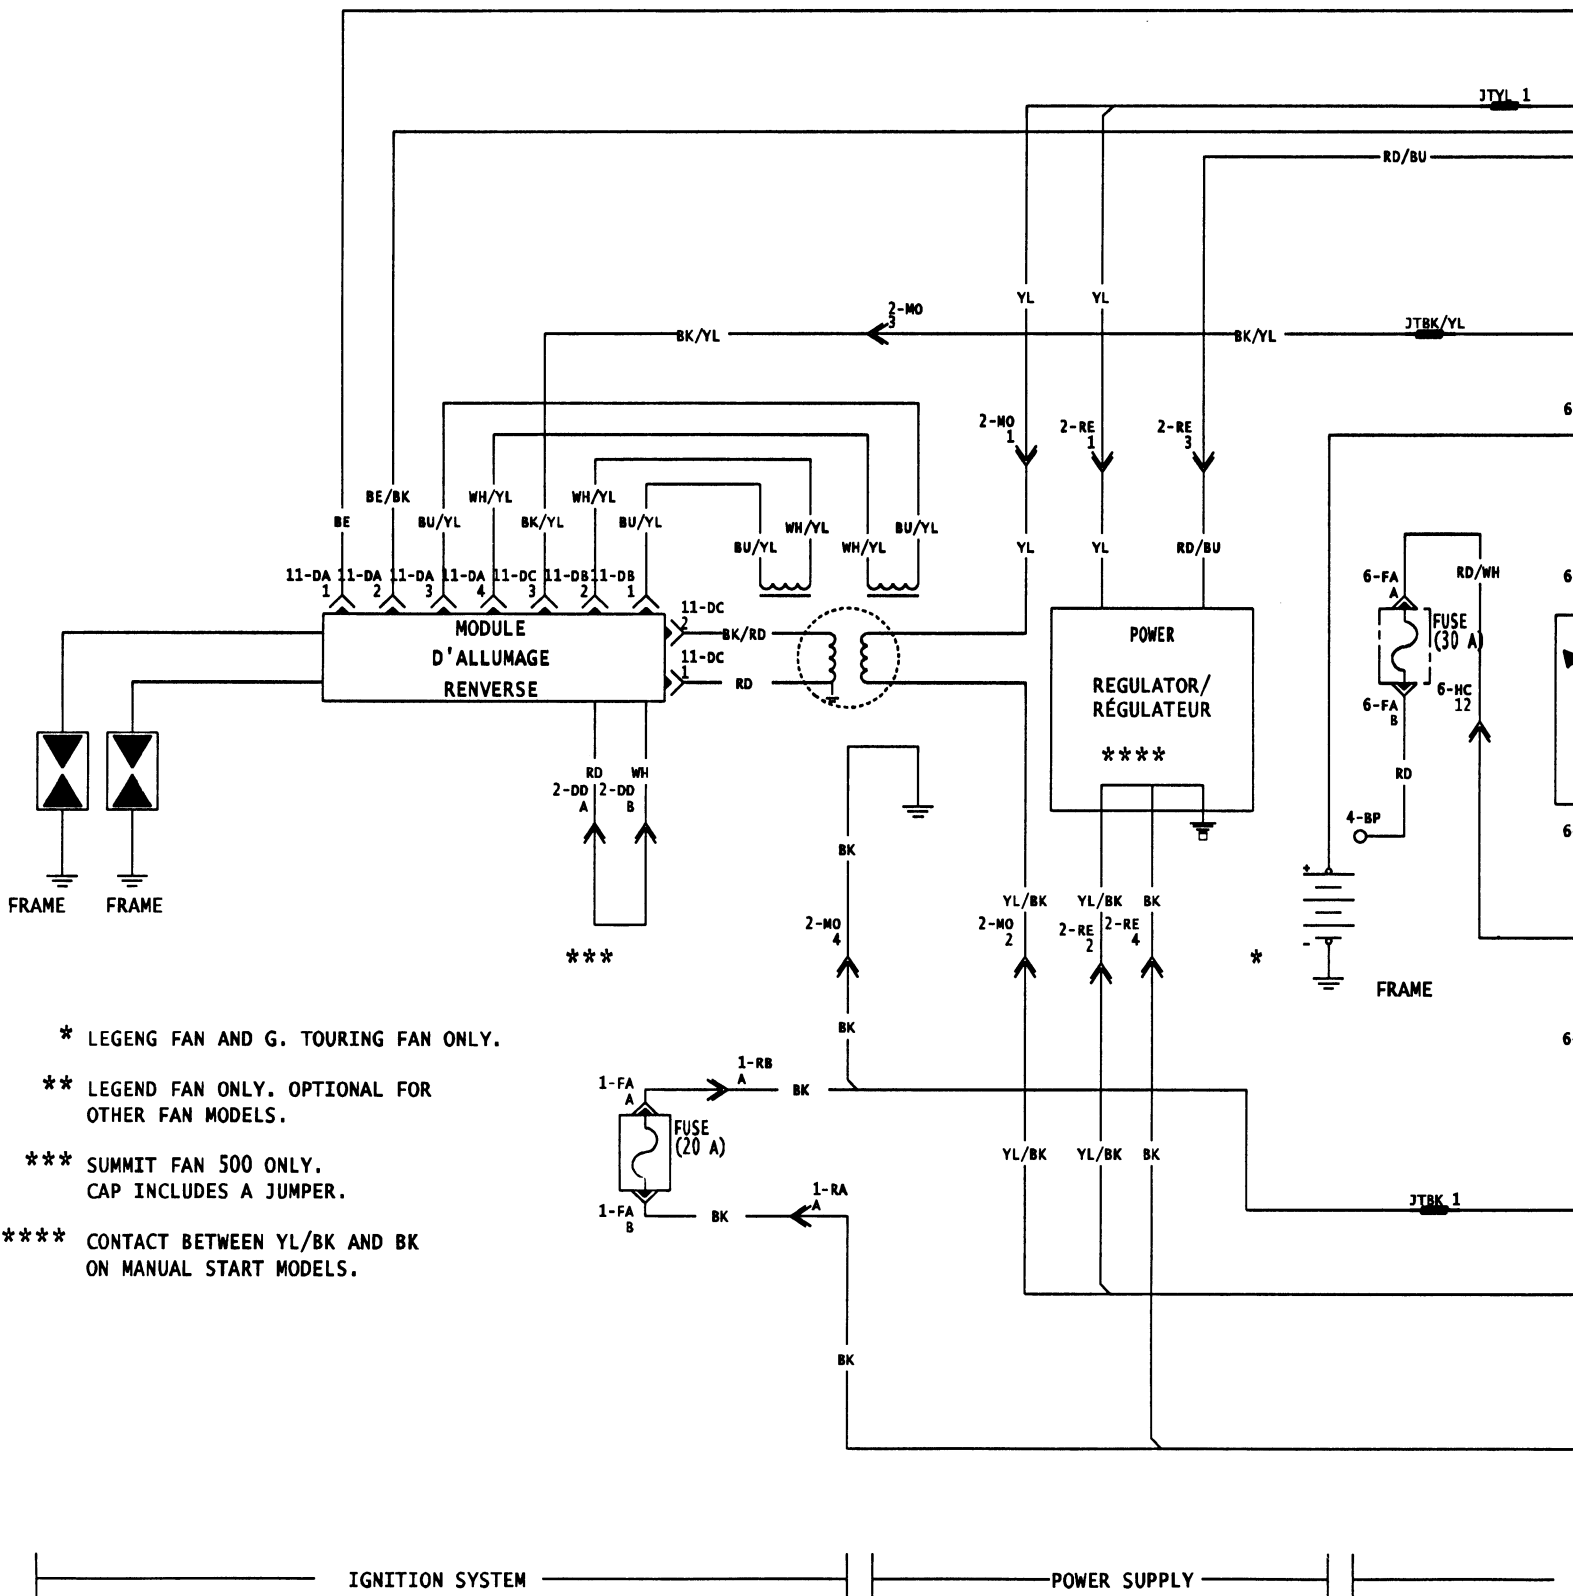 JTYL 1
RD/BU
YL YL
2-MO
3
BK/YL
BK/YL
JTBK/YL
2-MO
1
2-RE
1
2-RE
3
6
BE/BK
WH/YL
WH/YL
BE
BU/YL
BK/YL
BU/YL
WH/YL
BU/YL
BU/YL
WH/YL
YL
YL
RD/BU
11-DA 11-DA 11-DA 11-DA 11-DC 11-DB 11-DB
1 2 3 4 3 2 1
6-FA
A
RD/WH
6
11-DC
2
BK/RD
11-DC
1
RD
MODULE
D'ALLUMAGE
RENVERSE
POWER
REGULATOR/
RÉGULATEUR
****
FUSE
(30 A)
6-HC
12
6-FA
B
RD
4-BP
6-
RD WH
2-DD 2-DD
A B
BK
FRAME FRAME
YL/BK YL/BK BK
2-MO
4
2-MO
2
2-RE
2
2-RE
4
+
-
*
FRAME
***
* LEGENG FAN AND G. TOURING FAN ONLY.
BK
6-
** LEGEND FAN ONLY. OPTIONAL FOR
OTHER FAN MODELS.
1-FA
A
1-RB
A
BK
FUSE
(20 A)
YL/BK YL/BK BK
*** SUMMIT FAN 500 ONLY.
CAP INCLUDES A JUMPER.
1-FA
B
BK
1-RA
A
JTBK 1
**** CONTACT BETWEEN YL/BK AND BK
ON MANUAL START MODELS.
BK
IGNITION SYSTEM
POWER SUPPLY